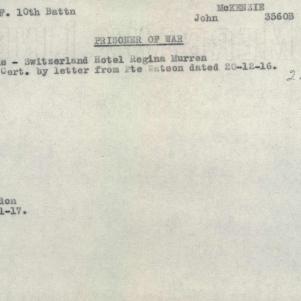 F. 10th Battn McKENZIE
John 3560B
PRISONER OF WAR
s - Switzerland Hotel Regina Murren
Cert. by letter from Pte Watson dated 20-12-16.
2
don
1-17.